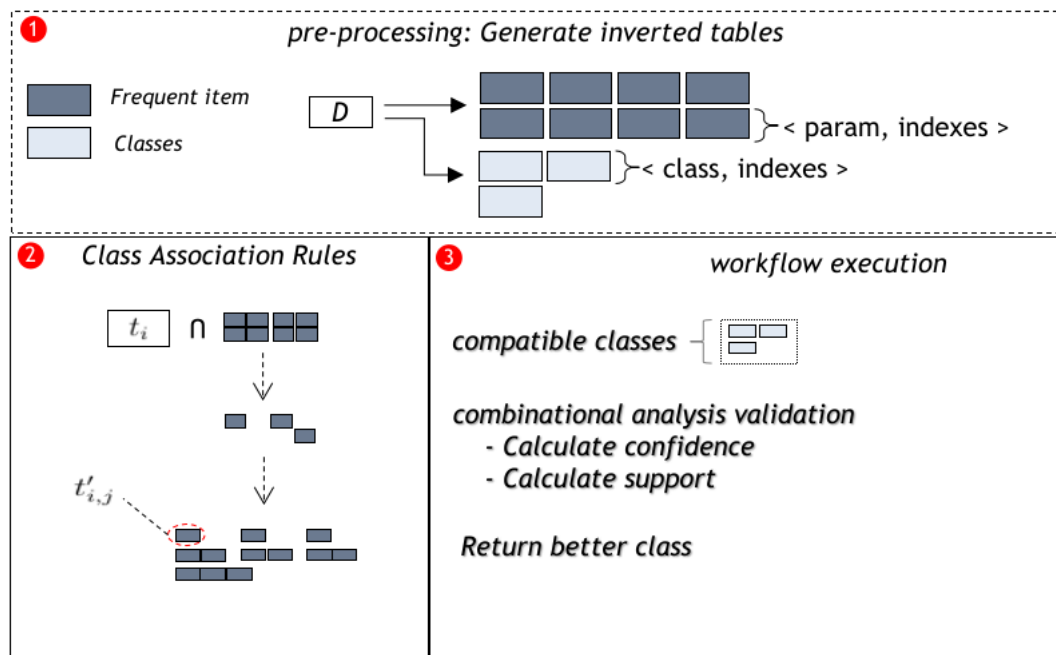 1
pre-processing: Generate inverted tables
Frequent item
Classes
D
< param, indexes >
< class, indexes >
2
Class Association Rules
t_i ∩
t'_{i,j}
3
workflow execution
compatible classes
combinational analysis validation
- Calculate confidence
- Calculate support
Return better class